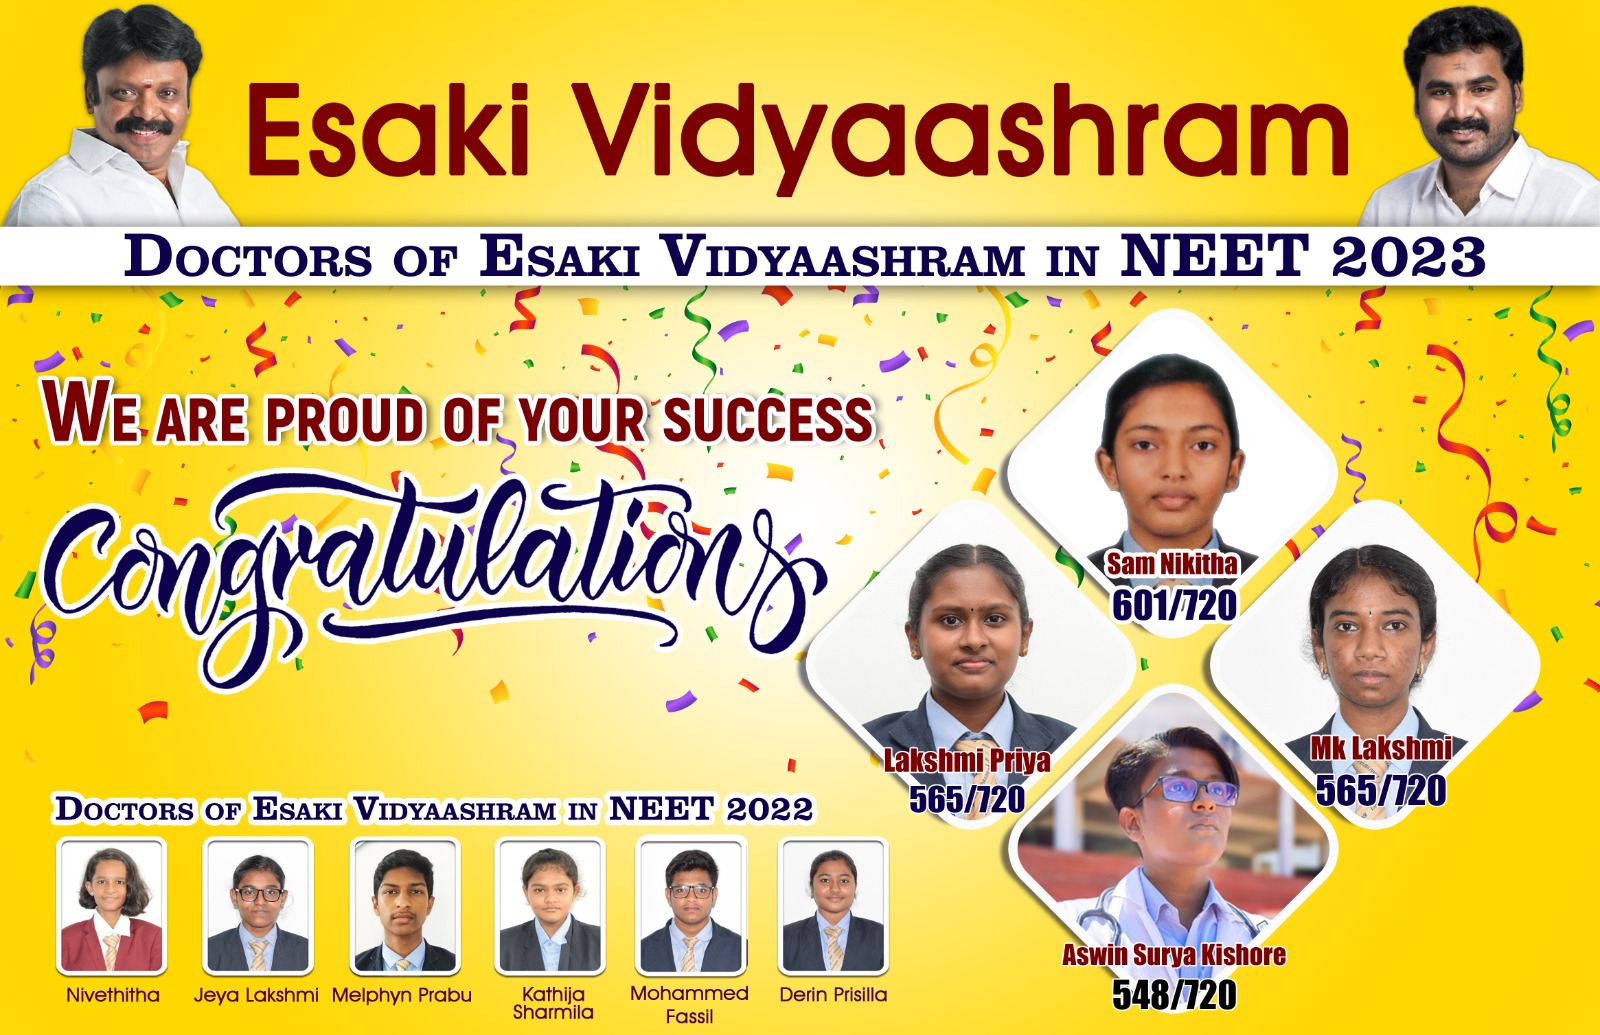 Esaki Vidyaashram
Doctors of Esaki Vidyaashram in NEET 2023
We are proud of your success
Congratulations
Sam Nikitha
601/720
Lakshmi Priya
565/720
Mk Lakshmi
565/720
Aswin Surya Kishore
548/720
Doctors of Esaki Vidyaashram in NEET 2022
Nivethitha
Jeya Lakshmi
Melphyn Prabu
Kathija
Sharmila
Mohammed
Fassil
Derin Prisilla